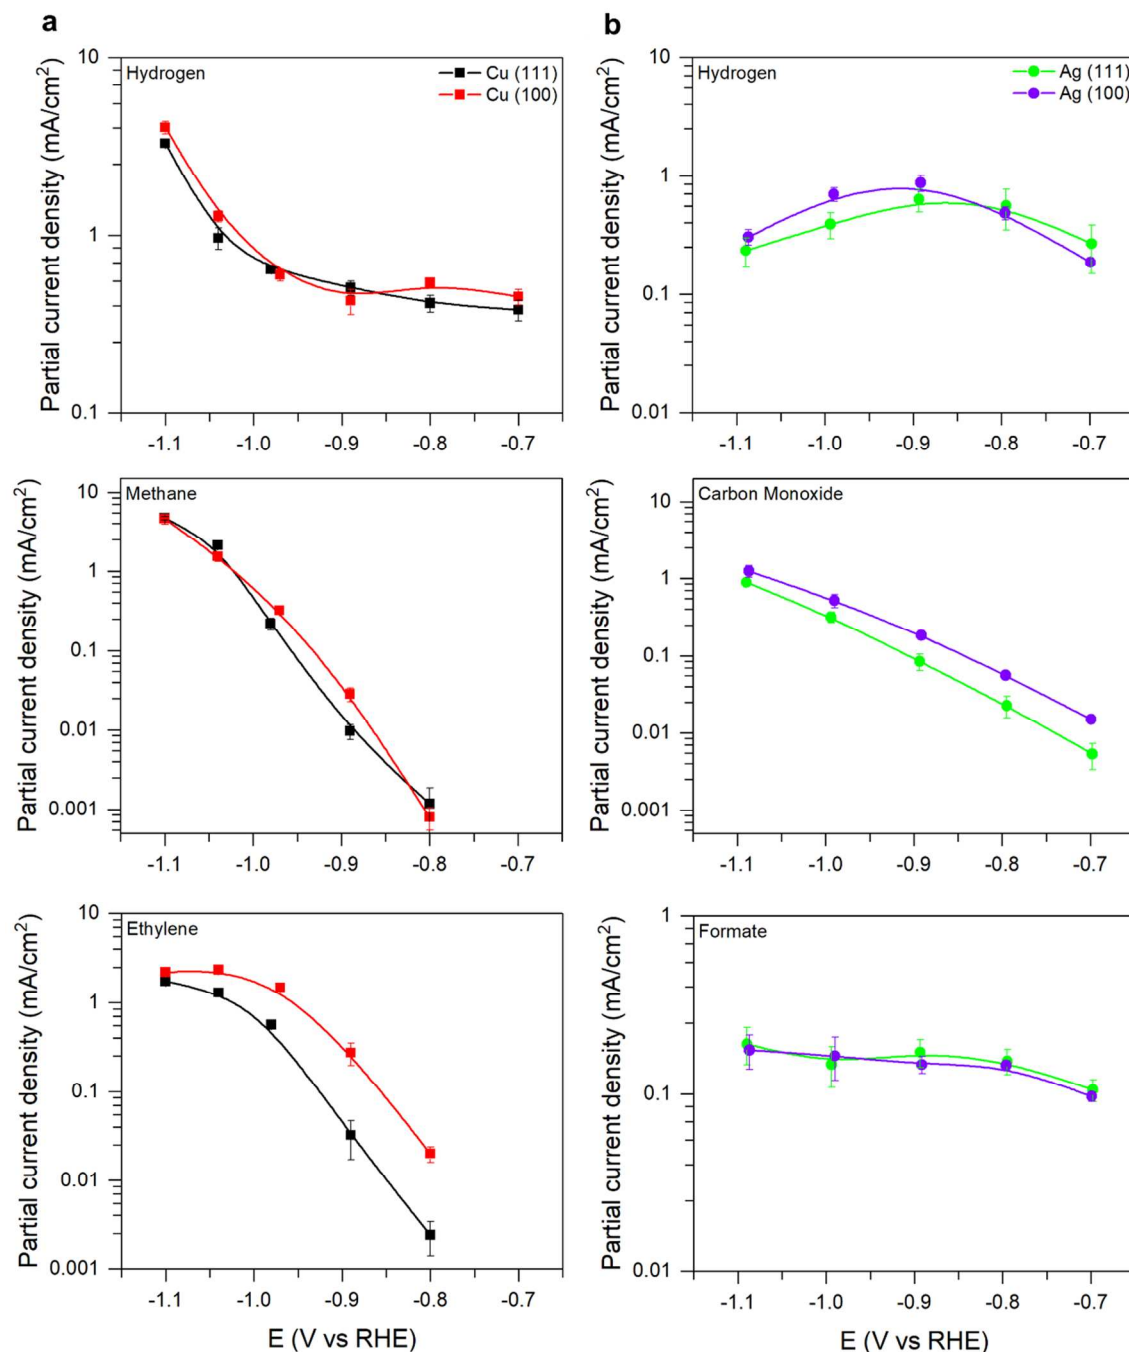 a
Hydrogen
Cu (111)
Cu (100)
Partial current density (mA/cm²)
10
1
0.1
-1.1 -1.0 -0.9 -0.8 -0.7
b
Hydrogen
Ag (111)
Ag (100)
Partial current density (mA/cm²)
10
1
0.1
0.01
-1.1 -1.0 -0.9 -0.8 -0.7
Methane
Partial current density (mA/cm²)
10
1
0.1
0.01
0.001
-1.1 -1.0 -0.9 -0.8 -0.7
Carbon Monoxide
Partial current density (mA/cm²)
10
1
0.1
0.01
0.001
-1.1 -1.0 -0.9 -0.8 -0.7
Ethylene
Partial current density (mA/cm²)
10
1
0.1
0.01
0.001
-1.1 -1.0 -0.9 -0.8 -0.7
E (V vs RHE)
Formate
Partial current density (mA/cm²)
1
0.1
0.01
-1.1 -1.0 -0.9 -0.8 -0.7
E (V vs RHE)